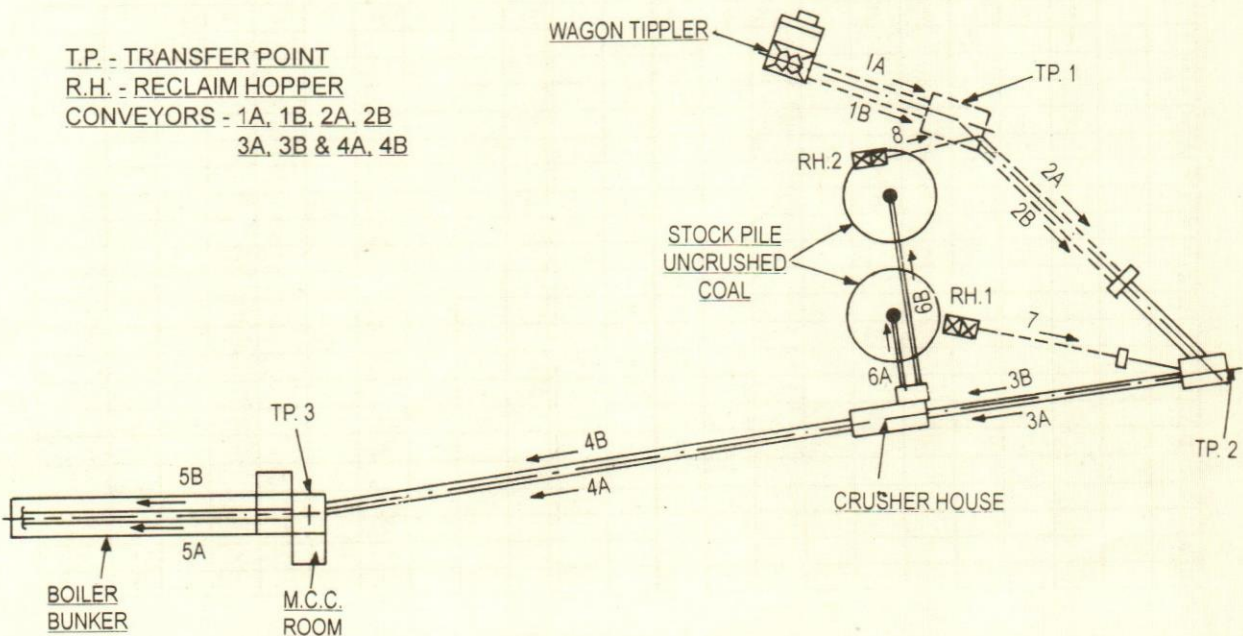 T.P. - TRANSFER POINT
R.H. - RECLAIM HOPPER
CONVEYORS - 1A, 1B, 2A, 2B
3A, 3B & 4A, 4B
WAGON TIPPLER
1A
1B
TP. 1
8
RH.2
2A
2B
STOCK PILE
UNCRUSHED
COAL
6B
RH.1
7
6A
3B
3A
TP. 2
TP. 3
4B
4A
CRUSHER HOUSE
5B
5A
BOILER
BUNKER
M.C.C.
ROOM